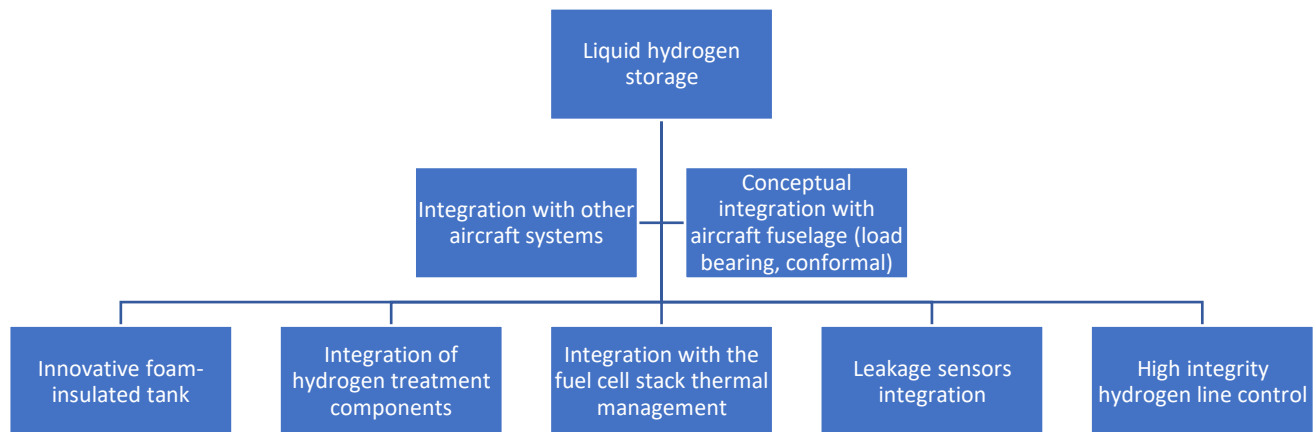 Liquid hydrogen
storage
Integration with other
aircraft systems
Conceptual
integration with
aircraft fuselage (load
bearing, conformal)
Innovative foam-
insulated tank
Integration of
hydrogen treatment
components
Integration with the
fuel cell stack thermal
management
Leakage sensors
integration
High integrity
hydrogen line control